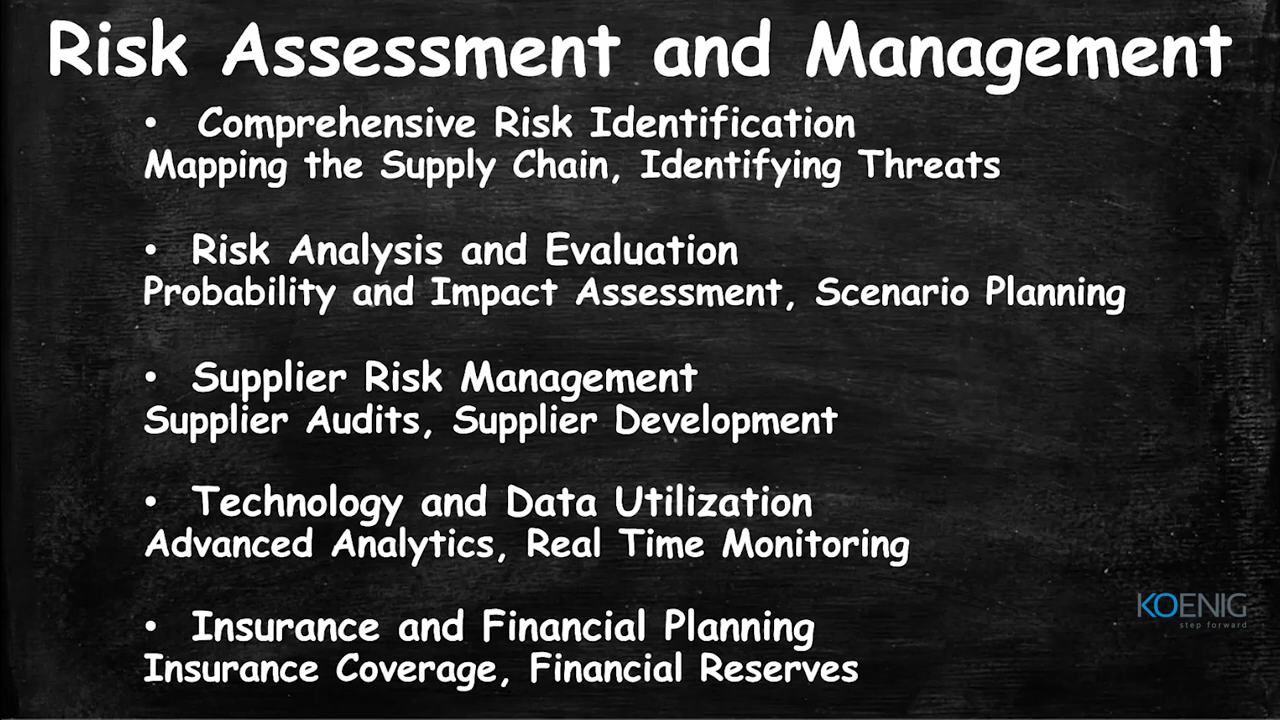 Risk Assessment and Management
• Comprehensive Risk Identification
Mapping the Supply Chain, Identifying Threats
• Risk Analysis and Evaluation
Probability and Impact Assessment, Scenario Planning
• Supplier Risk Management
Supplier Audits, Supplier Development
• Technology and Data Utilization
Advanced Analytics, Real Time Monitoring
• Insurance and Financial Planning
Insurance Coverage, Financial Reserves
KOENIG
step forward